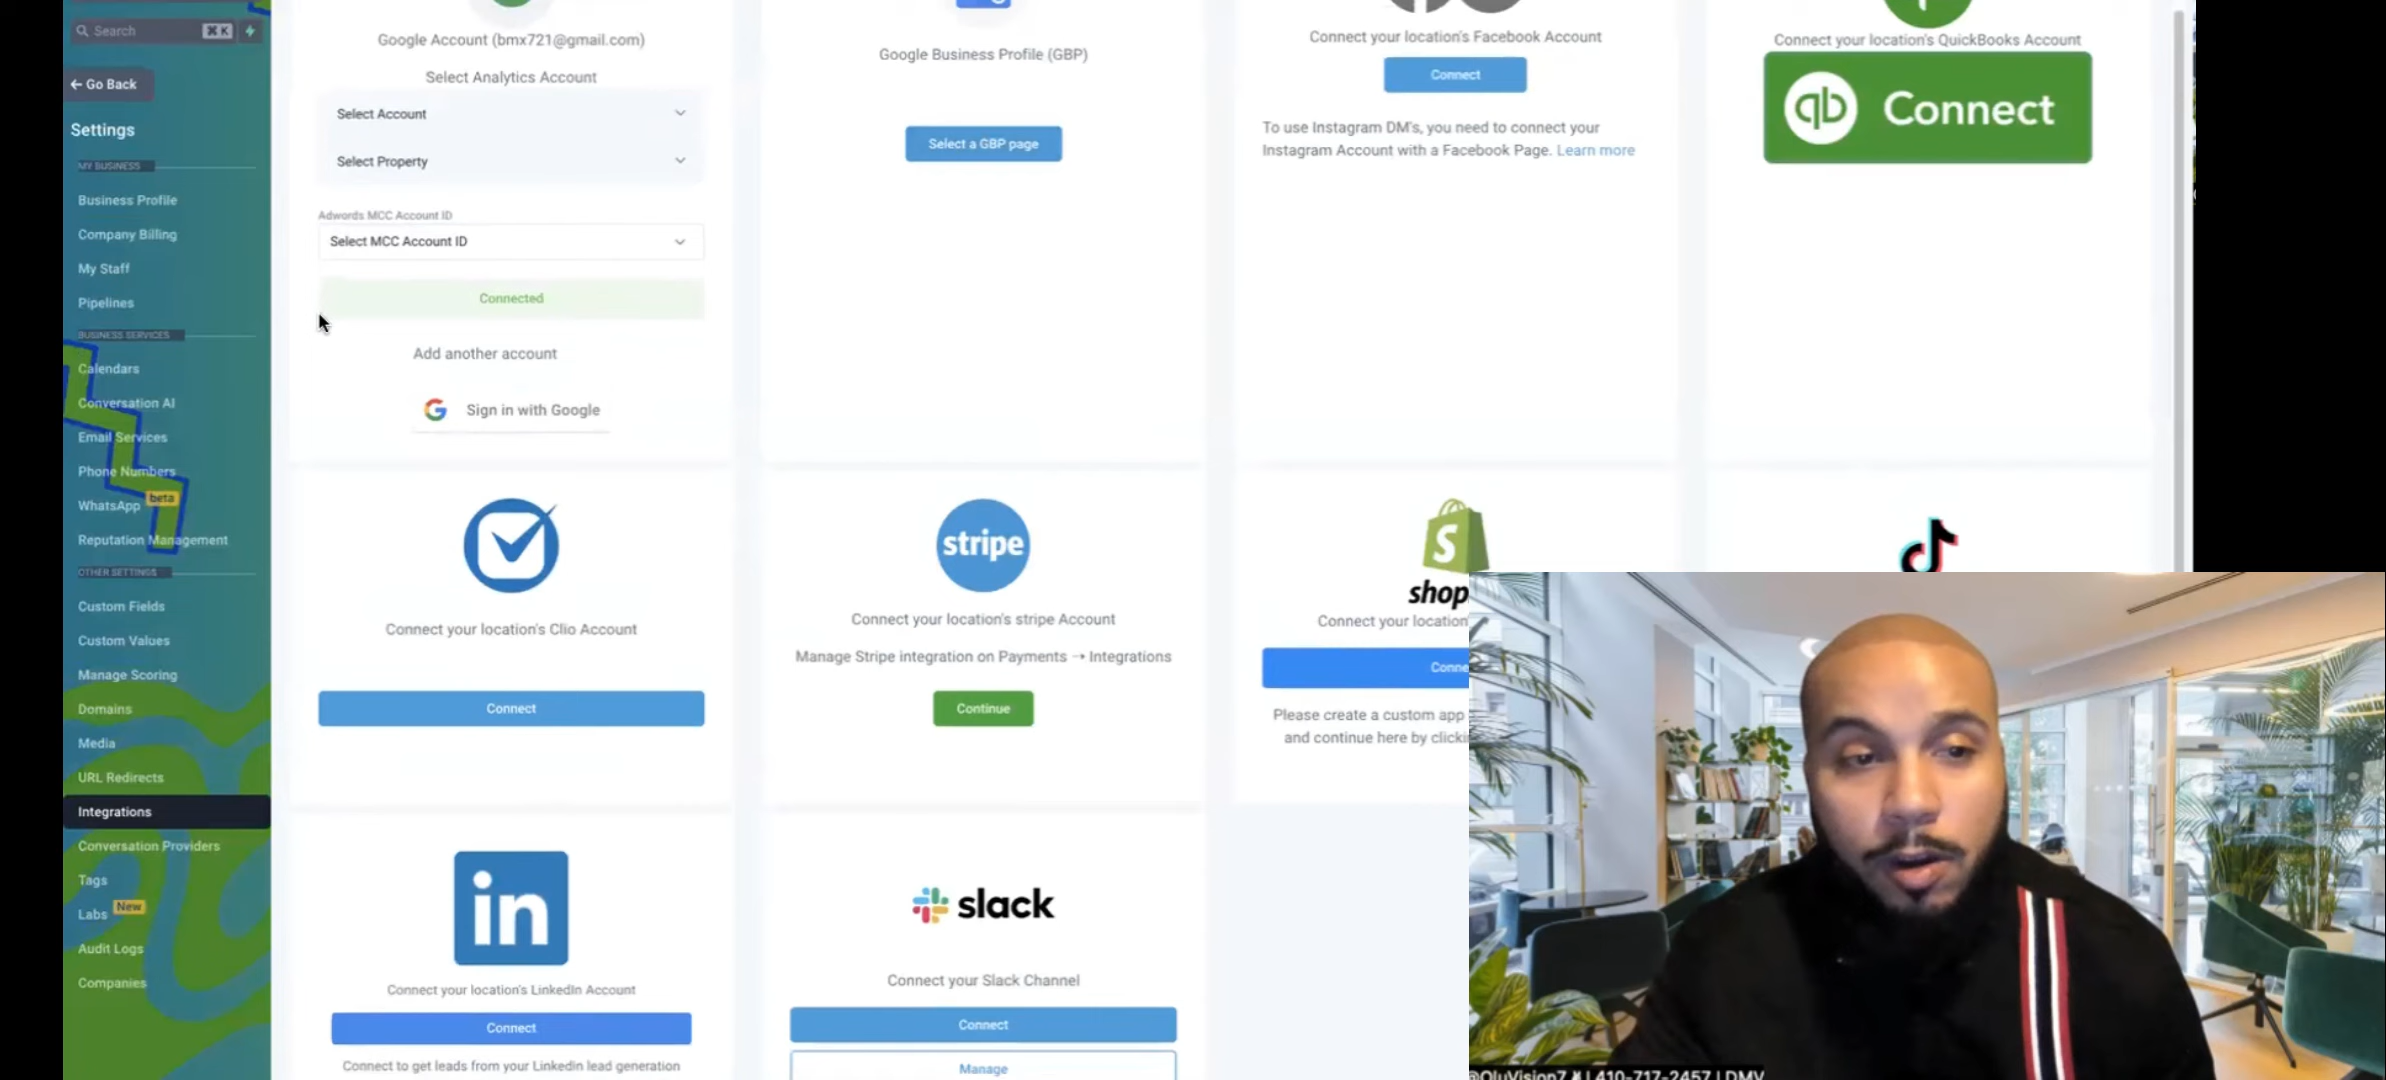 Search
⌘ K
Go Back
Settings
MY BUSINESS
Business Profile
Company Billing
My Staff
Pipelines
BUSINESS SERVICES
Calendars
Conversation AI
Email Services
Phone Numbers
WhatsApp beta
Reputation Management
OTHER SETTINGS
Custom Fields
Custom Values
Manage Scoring
Domains
Media
URL Redirects
Integrations
Conversation Providers
Tags
Labs New
Audit Logs
Companies
Google Account (bmx721@gmail.com)
Select Analytics Account
Select Account
Select Property
Adwords MCC Account ID
Select MCC Account ID
Connected
Add another account
Sign in with Google
Google Business Profile (GBP)
Select a GBP page
Connect your location's Facebook Account
Connect
To use Instagram DM's, you need to connect your
Instagram Account with a Facebook Page. Learn more
Connect your location's QuickBooks Account
qb Connect
Connect your location's Clio Account
Connect
stripe
Connect your location's stripe Account
Manage Stripe integration on Payments → Integrations
Continue
S
shop
Connect your location
Conne
Please create a custom app
and continue here by clicki
in
Connect your location's LinkedIn Account
Connect
Connect to get leads from your LinkedIn lead generation
slack
Connect your Slack Channel
Connect
Manage
@OluVision7 | 410-717-2457 | DMV